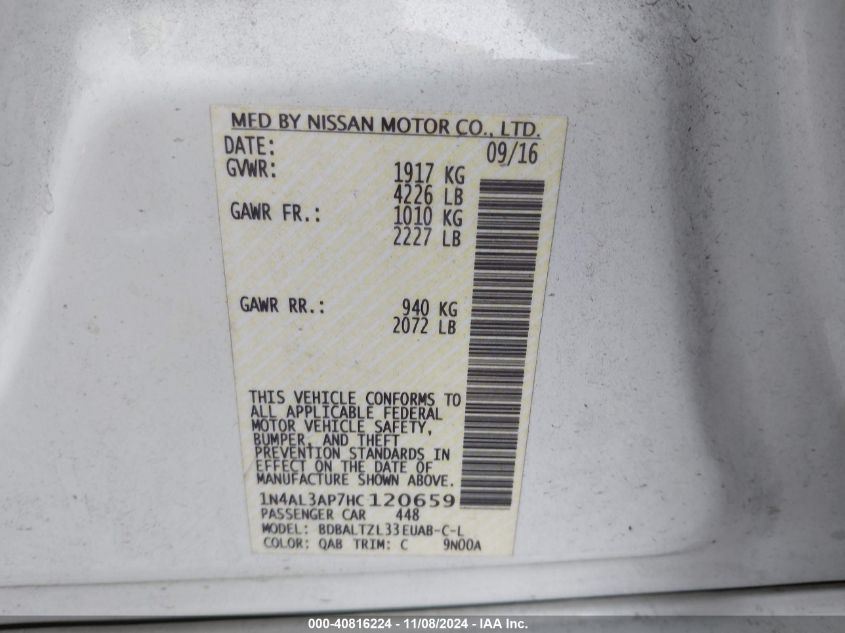 MFD BY NISSAN MOTOR CO., LTD.
DATE: 09/16
GVWR: 1917 KG
4226 LB
GAWR FR.: 1010 KG
2227 LB
GAWR RR.: 940 KG
2072 LB
THIS VEHICLE CONFORMS TO
ALL APPLICABLE FEDERAL
MOTOR VEHICLE SAFETY,
BUMPER, AND THEFT
PREVENTION STANDARDS IN
EFFECT ON THE DATE OF
MANUFACTURE SHOWN ABOVE.
1N4AL3AP7HC120659
PASSENGER CAR 448
MODEL: BDBALTZL33EUAB-C-L
COLOR: QAB TRIM: C 9N00A
000-40816224 - 11/08/2024 - IAA Inc.